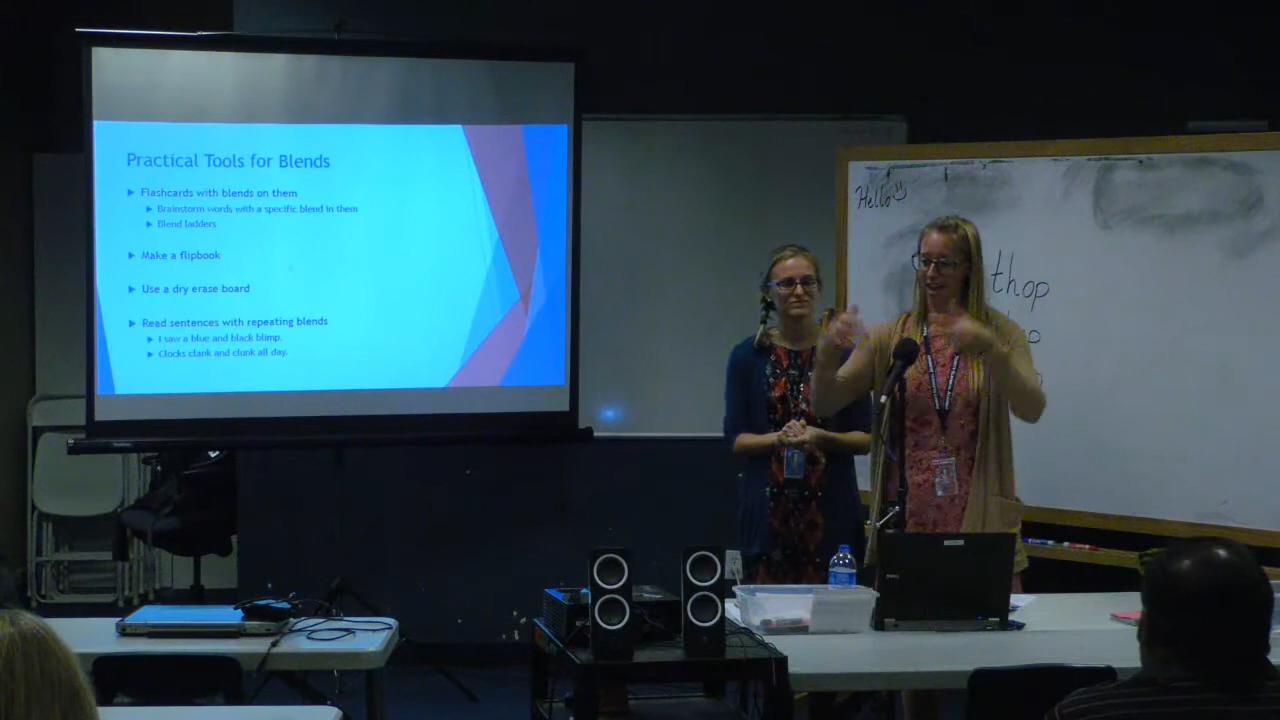 Practical Tools for Blends
Flashcards with blends on them
Brainstorm words with a specific blend in them
Blend ladders
Make a flipbook
Use a dry erase board
Read sentences with repeating blends
I saw a blue and black blimp.
Clocks clank and clunk all day.
Hello
thop